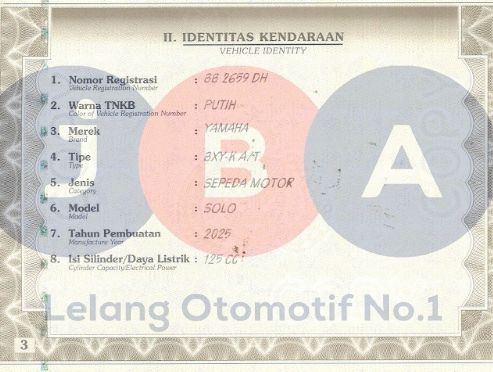 II. IDENTITAS KENDARAAN
VEHICLE IDENTITY
1. Nomor Registrasi : BB 2659 DH
Vehicle Registration Number
2. Warna TNKB : PUTIH
Color of Vehicle Registration Number
3. Merek : YAMAHA
Brand
4. Tipe : BXY-K A/T
Type
5. Jenis : SEPEDA MOTOR
Category
6. Model : SOLO
Model
7. Tahun Pembuatan : 2025
Manufacture Year
8. Isi Silinder/Daya Listrik : 125 CC
Cylinder Capacity/Electrical Power
J B A
Lelang Otomotif No.1
3